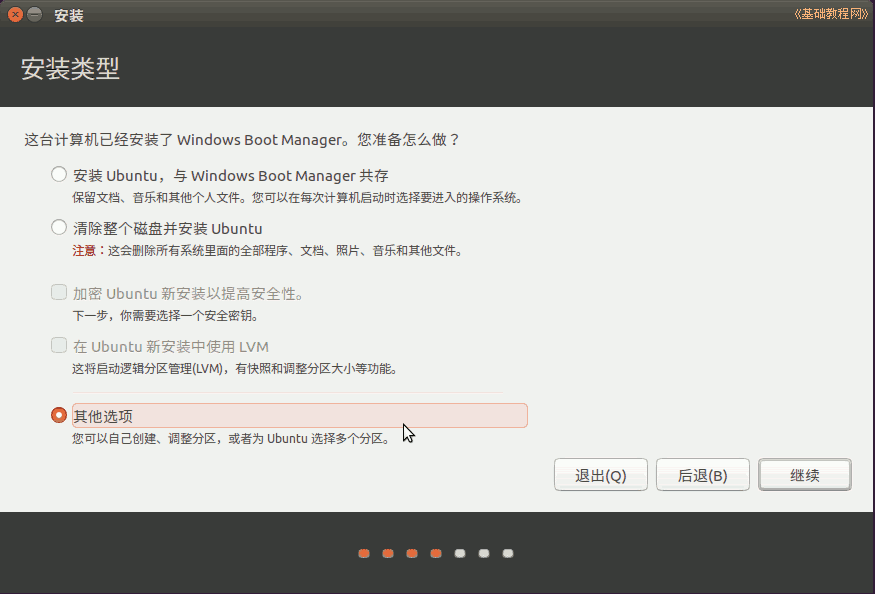 安装
《基础教程网》
安装类型
这台计算机已经安装了 Windows Boot Manager。您准备怎么做？
安装 Ubuntu，与 Windows Boot Manager 共存
保留文档、音乐和其他个人文件。您可以在每次计算机启动时选择要进入的操作系统。
清除整个磁盘并安装 Ubuntu
注意：这会删除所有系统里面的全部程序、文档、照片、音乐和其他文件。
加密 Ubuntu 新安装以提高安全性。
下一步，你需要选择一个安全密钥。
在 Ubuntu 新安装中使用 LVM
这将启动逻辑分区管理(LVM)，有快照和调整分区大小等功能。
其他选项
您可以自己创建、调整分区，或者为 Ubuntu 选择多个分区。
退出(Q)
后退(B)
继续